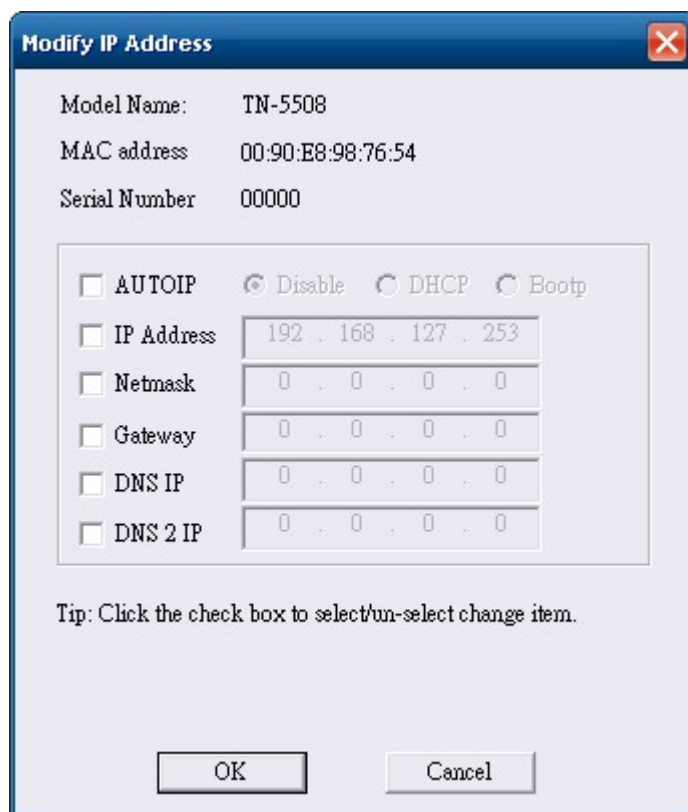 Modify IP Address
Model Name: TN-5508
MAC address 00:90:E8:98:76:54
Serial Number 00000
AUTOIP Disable DHCP Bootp
IP Address 192 . 168 . 127 . 253
Netmask 0 . 0 . 0 . 0
Gateway 0 . 0 . 0 . 0
DNS IP 0 . 0 . 0 . 0
DNS 2 IP 0 . 0 . 0 . 0
Tip: Click the check box to select/un-select change item.
OK Cancel